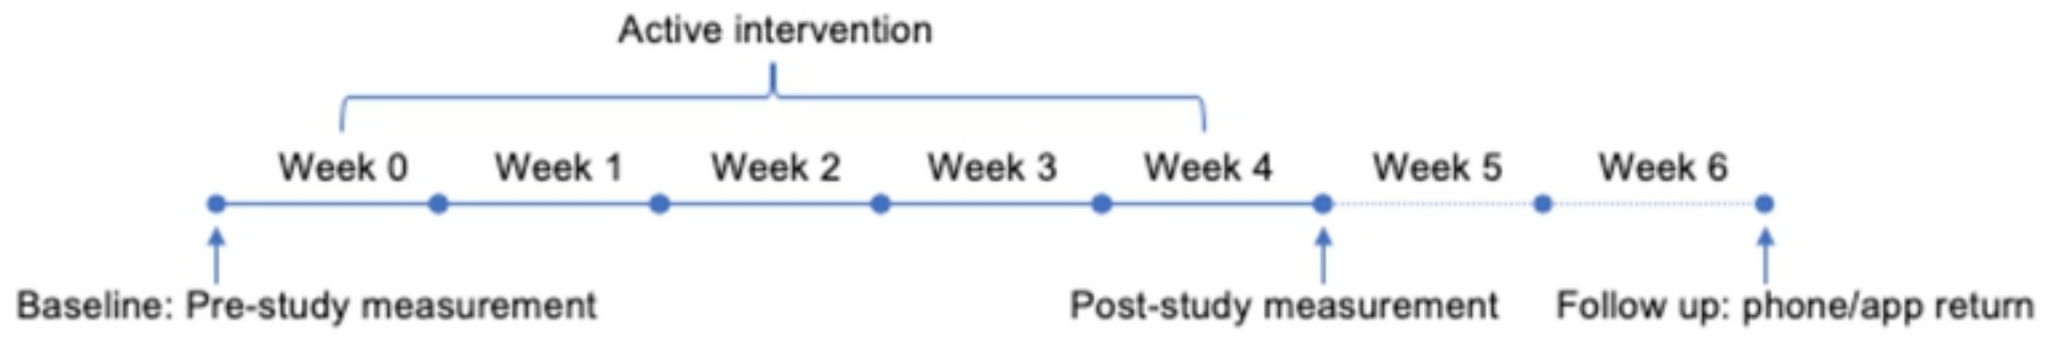 Active intervention
Week 0 Week 1 Week 2 Week 3 Week 4 Week 5 Week 6
Baseline: Pre-study measurement Post-study measurement Follow up: phone/app return